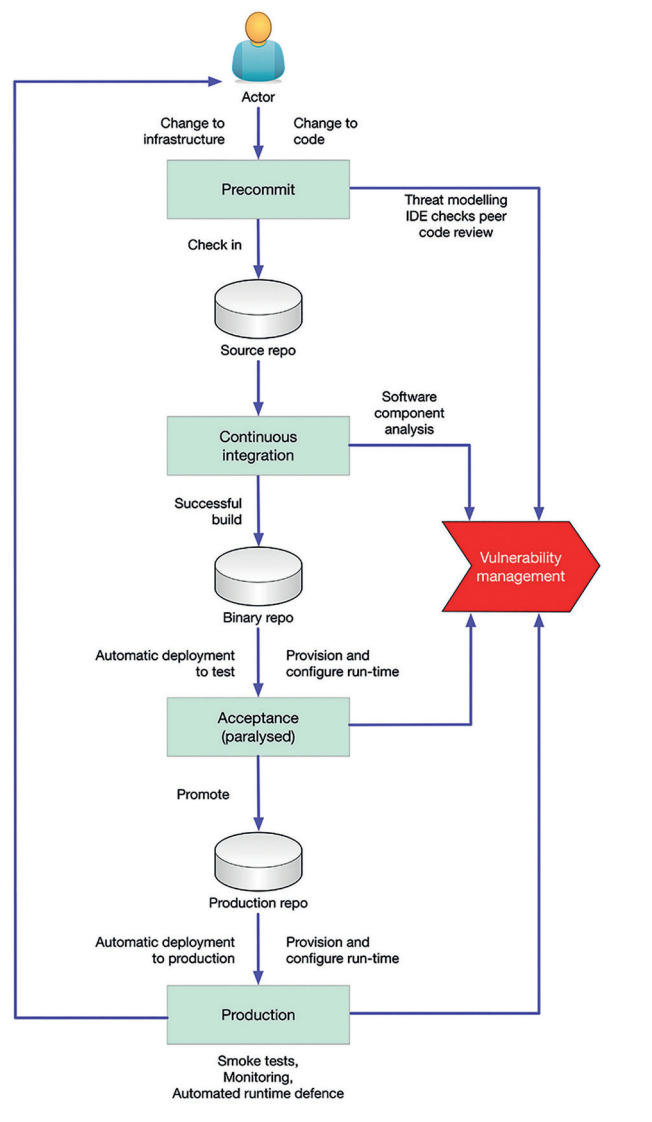 Actor
Change to
infrastructure
Change to
code
Precommit
Threat modelling
IDE checks peer
code review
Check in
Source repo
Software
component
analysis
Continuous
integration
Successful
build
Vulnerability
management
Binary repo
Automatic deployment
to test
Provision and
configure run-time
Acceptance
(paralysed)
Promote
Production repo
Automatic deployment
to production
Provision and
configure run-time
Production
Smoke tests,
Monitoring,
Automated runtime defence